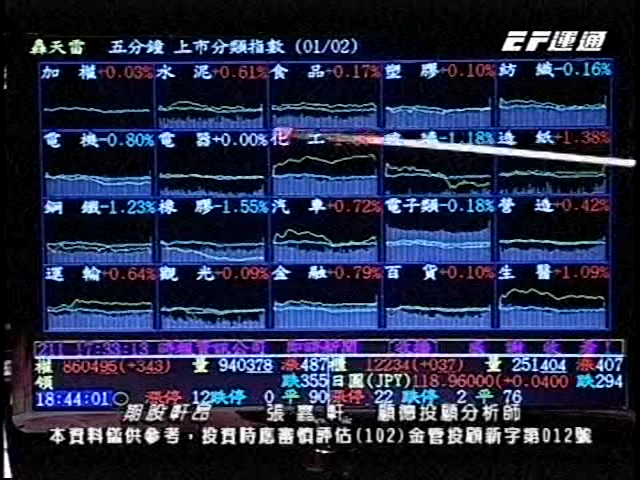 轟天雷 五分鐘 上市分類指數 (01/02)
EF運通
加權+0.03% 水泥+0.61% 食品+0.17% 塑膠+0.10% 紡織-0.16%
電機-0.80% 電器+0.00% 化工 -1.18% 造紙+1.38%
鋼鐵-1.23% 橡膠-1.55% 汽車+0.72% 電子類-0.18% 營造+0.42%
運輸+0.64% 觀光+0.09% 金融+0.79% 百貨+0.10% 生醫+1.09%
權 860495(+343) 量 940378 漲487 櫃 12234(+037) 量 251404 漲407
領 跌355 日圓(JPY)118.96000(+0.0400 跌294
18:44:01 漲停 12 跌停 0 平 90 漲停 22 跌停 2 平 76
股設軒昂 張 軒 顧德投顧分析師
本資料僅供參考，投資時應審慎評估(102)金管投顧新字第012號